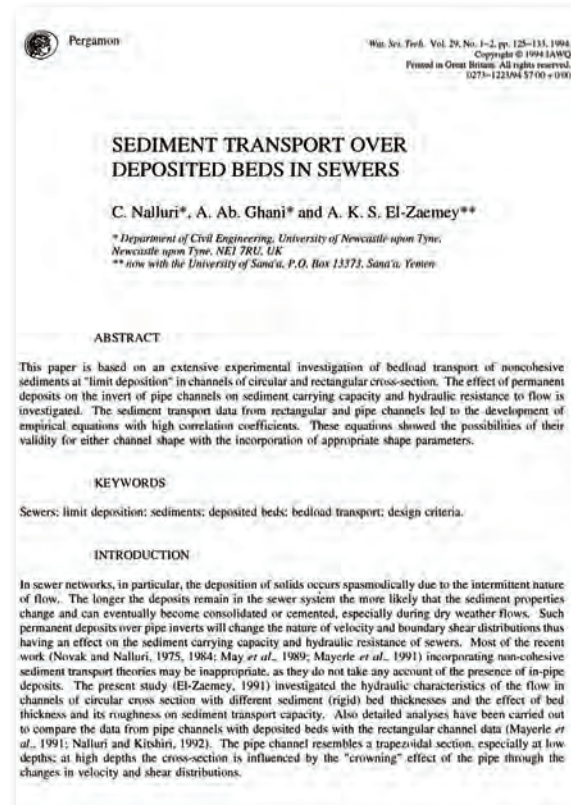 Pergamon
Wat. Sci. Tech. Vol. 29, No. 1–2, pp. 125–133, 1994.
Copyright © 1994 IAWQ
Printed in Great Britain. All rights reserved.
0273–1223/94 $7·00 + 0·00
SEDIMENT TRANSPORT OVER
DEPOSITED BEDS IN SEWERS
C. Nalluri*, A. Ab. Ghani* and A. K. S. El-Zaemey**
* Department of Civil Engineering, University of Newcastle upon Tyne,
Newcastle upon Tyne, NE1 7RU, UK
** now with the University of Sana'a, P.O. Box 13373, Sana'a, Yemen
ABSTRACT
This paper is based on an extensive experimental investigation of bedload transport of noncohesive
sediments at "limit deposition" in channels of circular and rectangular cross-section. The effect of permanent
deposits on the invert of pipe channels on sediment carrying capacity and hydraulic resistance to flow is
investigated. The sediment transport data from rectangular and pipe channels led to the development of
empirical equations with high correlation coefficients. These equations showed the possibilities of their
validity for either channel shape with the incorporation of appropriate shape parameters.
KEYWORDS
Sewers; limit deposition; sediments; deposited beds; bedload transport; design criteria.
INTRODUCTION
In sewer networks, in particular, the deposition of solids occurs spasmodically due to the intermittent nature
of flow. The longer the deposits remain in the sewer system the more likely that the sediment properties
change and can eventually become consolidated or cemented, especially during dry weather flows. Such
permanent deposits over pipe inverts will change the nature of velocity and boundary shear distributions thus
having an effect on the sediment carrying capacity and hydraulic resistance of sewers. Most of the recent
work (Novak and Nalluri, 1975, 1984; May et al., 1989; Mayerle et al., 1991) incorporating non-cohesive
sediment transport theories may be inappropriate, as they do not take any account of the presence of in-pipe
deposits. The present study (El-Zaemey, 1991) investigated the hydraulic characteristics of the flow in
channels of circular cross section with different sediment (rigid) bed thicknesses and the effect of bed
thickness and its roughness on sediment transport capacity. Also detailed analyses have been carried out
to compare the data from pipe channels with deposited beds with the rectangular channel data (Mayerle et
al., 1991; Nalluri and Kitshiri, 1992). The pipe channel resembles a trapezoidal section, especially at low
depths; at high depths the cross-section is influenced by the "crowning" effect of the pipe through the
changes in velocity and shear distributions.